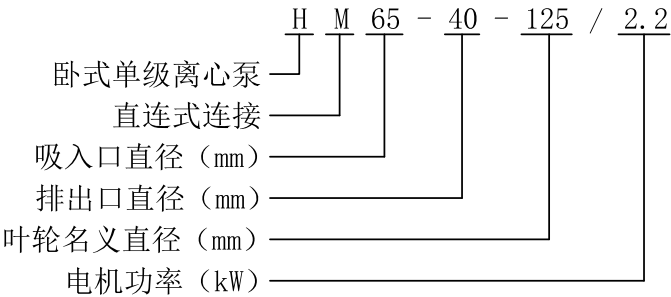 H M 65 - 40 - 125 / 2.2
卧式单级离心泵
直连式连接
吸入口直径（mm）
排出口直径（mm）
叶轮名义直径（mm）
电机功率（kW）